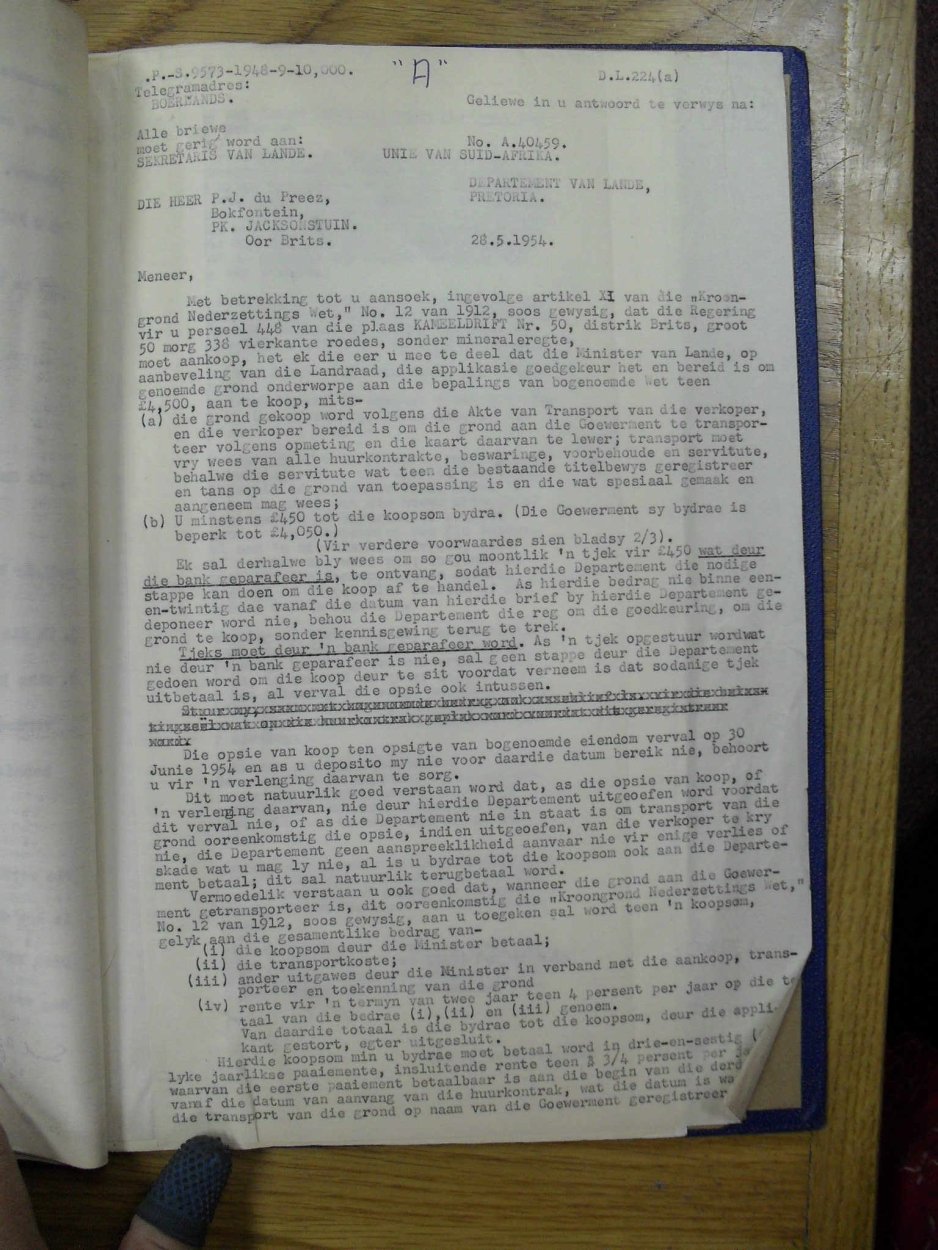 .P.-S.9573-1948-9-10,000. "A" D.L.224(a)
Telegramadres:
BOERLANDS.
Geliewe in u antwoord te verwys na:
Alle briewe
moet gerig word aan: No. A.40459.
SEKRETARIS VAN LANDE. UNIE VAN SUID-AFRIKA.
DEPARTEMENT VAN LANDE,
DIE HEER P.J. du Preez, PRETORIA.
Bokfontein,
PK. JACKSONSTUIN.
Oor Brits. 28.5.1954.
Meneer,
Met betrekking tot u aansoek, ingevolge artikel XI van die „Kroon-
grond Nederzettings Wet," No. 12 van 1912, soos gewysig, dat die Regering
vir u perseel 448 van die plaas KAMEELDRIFT Nr. 50, distrik Brits, groot
50 morg 338 vierkante roedes, sonder mineraleregte,
moet aankoop, het ek die eer u mee te deel dat die Minister van Lande, op
aanbeveling van die Landraad, die applikasie goedgekeur het en bereid is om
genoemde grond onderworpe aan die bepalings van bogenoemde Wet teen
£4,500, aan te koop, mits-
(a) die grond gekoop word volgens die Akte van Transport van die verkoper,
en die verkoper bereid is om die grond aan die Goewerment te transpor-
teer volgens opmeting en die kaart daarvan te lewer; transport moet
vry wees van alle huurkontrakte, beswaringe, voorbehoude en servitute,
behalwe die servitute wat teen die bestaande titelbewys geregistreer
en tans op die grond van toepassing is en die wat spesiaal gemaak en
aangeneem mag wees;
(b) U minstens £450 tot die koopsom bydra. (Die Goewerment sy bydrae is
beperk tot £4,050.)
(Vir verdere voorwaardes sien bladsy 2/3).
Ek sal derhalwe bly wees om so gou moontlik 'n tjek vir £450 wat deur
die bank geparafeer is, te ontvang, sodat hierdie Departement die nodige
stappe kan doen om die koop af te handel. As hierdie bedrag nie binne een-
en-twintig dae vanaf die datum van hierdie brief by hierdie Departement ge-
deponeer word nie, behou die Departement die reg om die goedkeuring, om die
grond te koop, sonder kennisgewing terug te trek.
Tjeks moet deur 'n bank geparafeer word. As 'n tjek opgestuur wordwat
nie deur 'n bank geparafeer is nie, sal geen stappe deur die Departement
gedoen word om die koop deur te sit voordat verneem is dat sodanige tjek
uitbetaal is, al verval die opsie ook intussen.
Die opsie van koop ten opsigte van bogenoemde eiendom verval op 30
Junie 1954 en as u deposito my nie voor daardie datum bereik nie, behoort
u vir 'n verlenging daarvan te sorg.
Dit moet natuurlik goed verstaan word dat, as die opsie van koop, of
'n verlenging daarvan, nie deur hierdie Departement uitgeoefen word voordat
dit verval nie, of as die Departement nie in staat is om transport van die
grond ooreenkomstig die opsie, indien uitgeoefen, van die verkoper te kry
nie, die Departement geen aanspreeklikheid aanvaar nie vir enige verlies of
skade wat u mag ly nie, al is u bydrae tot die koopsom ook aan die Departe-
ment betaal; dit sal natuurlik terugbetaal word.
Vermoedelik verstaan u ook goed dat, wanneer die grond aan die Goewer-
ment getransporteer is, dit ooreenkomstig die „Kroongrond Nederzettings Wet,"
No. 12 van 1912, soos gewysig, aan u toegeken sal word teen 'n koopsom,
gelyk aan die gesamentlike bedrag van-
(i) die koopsom deur die Minister betaal;
(ii) die transportkoste;
(iii) ander uitgawes deur die Minister in verband met die aankoop, trans-
porteer en toekenning van die grond
(iv) rente vir 'n termyn van twee jaar teen 4 persent per jaar op die to
taal van die bedrae (i),(ii) en (iii) genoem.
Van daardie totaal is die bydrae tot die koopsom, deur die appli-
kant gestort, egter uitgesluit.
Hierdie koopsom min u bydrae moet betaal word in drie-en-sestig (
lyke jaarlikse paaiemente, insluitende rente teen 3 3/4 persent per ja
waarvan die eerste paaiement betaalbaar is aan die begin van die derd
vanaf die datum van aanvang van die huurkontrak, wat die datum is wa
die transport van die grond op naam van die Goewerment geregistreer